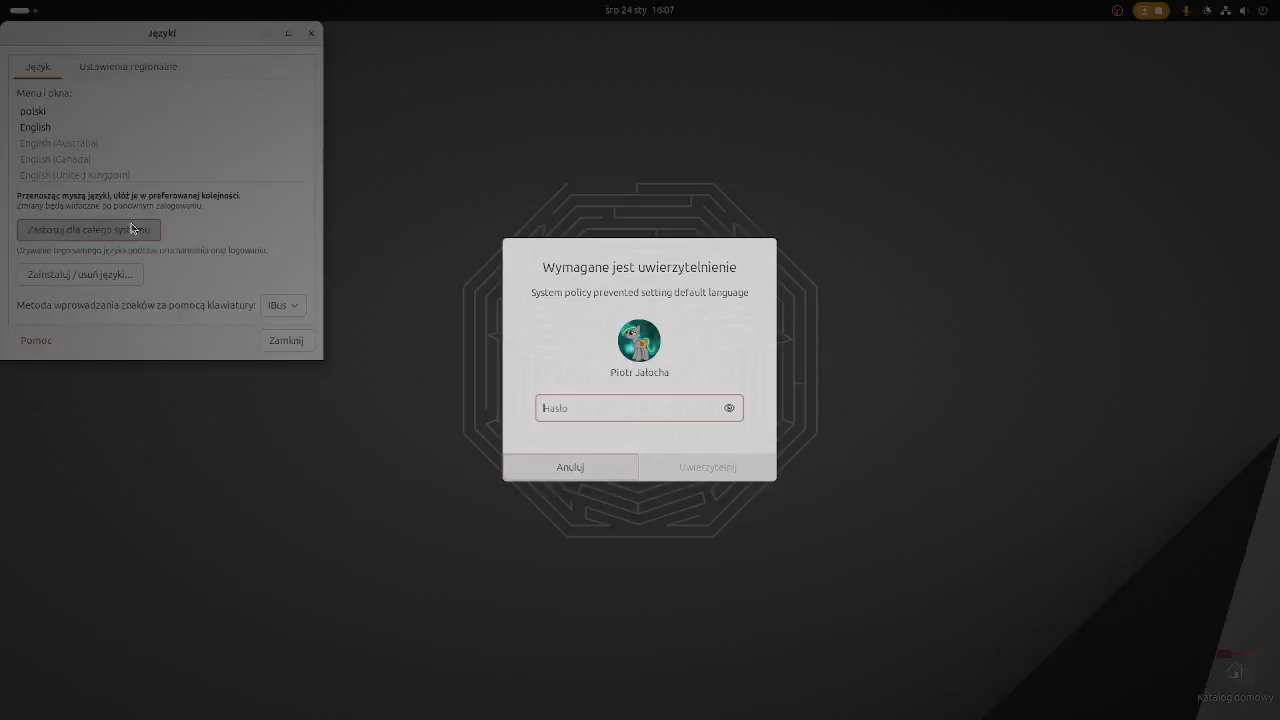 śro 24 sty  16:07
Języki
Język
Ustawienia regionalne
Menu i okna:
polski
English
English (Australia)
English (Canada)
English (United Kingdom)
Przenosząc myszą języki, ułóż je w preferowanej kolejności.
Zmiany będą widoczne po ponownym zalogowaniu.
Zastosuj dla całego systemu
Używanie tego samego języka podczas uruchamiania oraz logowania.
Zainstaluj / usuń języki...
Metoda wprowadzania znaków za pomocą klawiatury:
IBus
Pomoc
Zamknij
Wymagane jest uwierzytelnienie
System policy prevented setting default language
Piotr Jałocha
Hasło
Anuluj
Uwierzytelnij
Katalog domowy